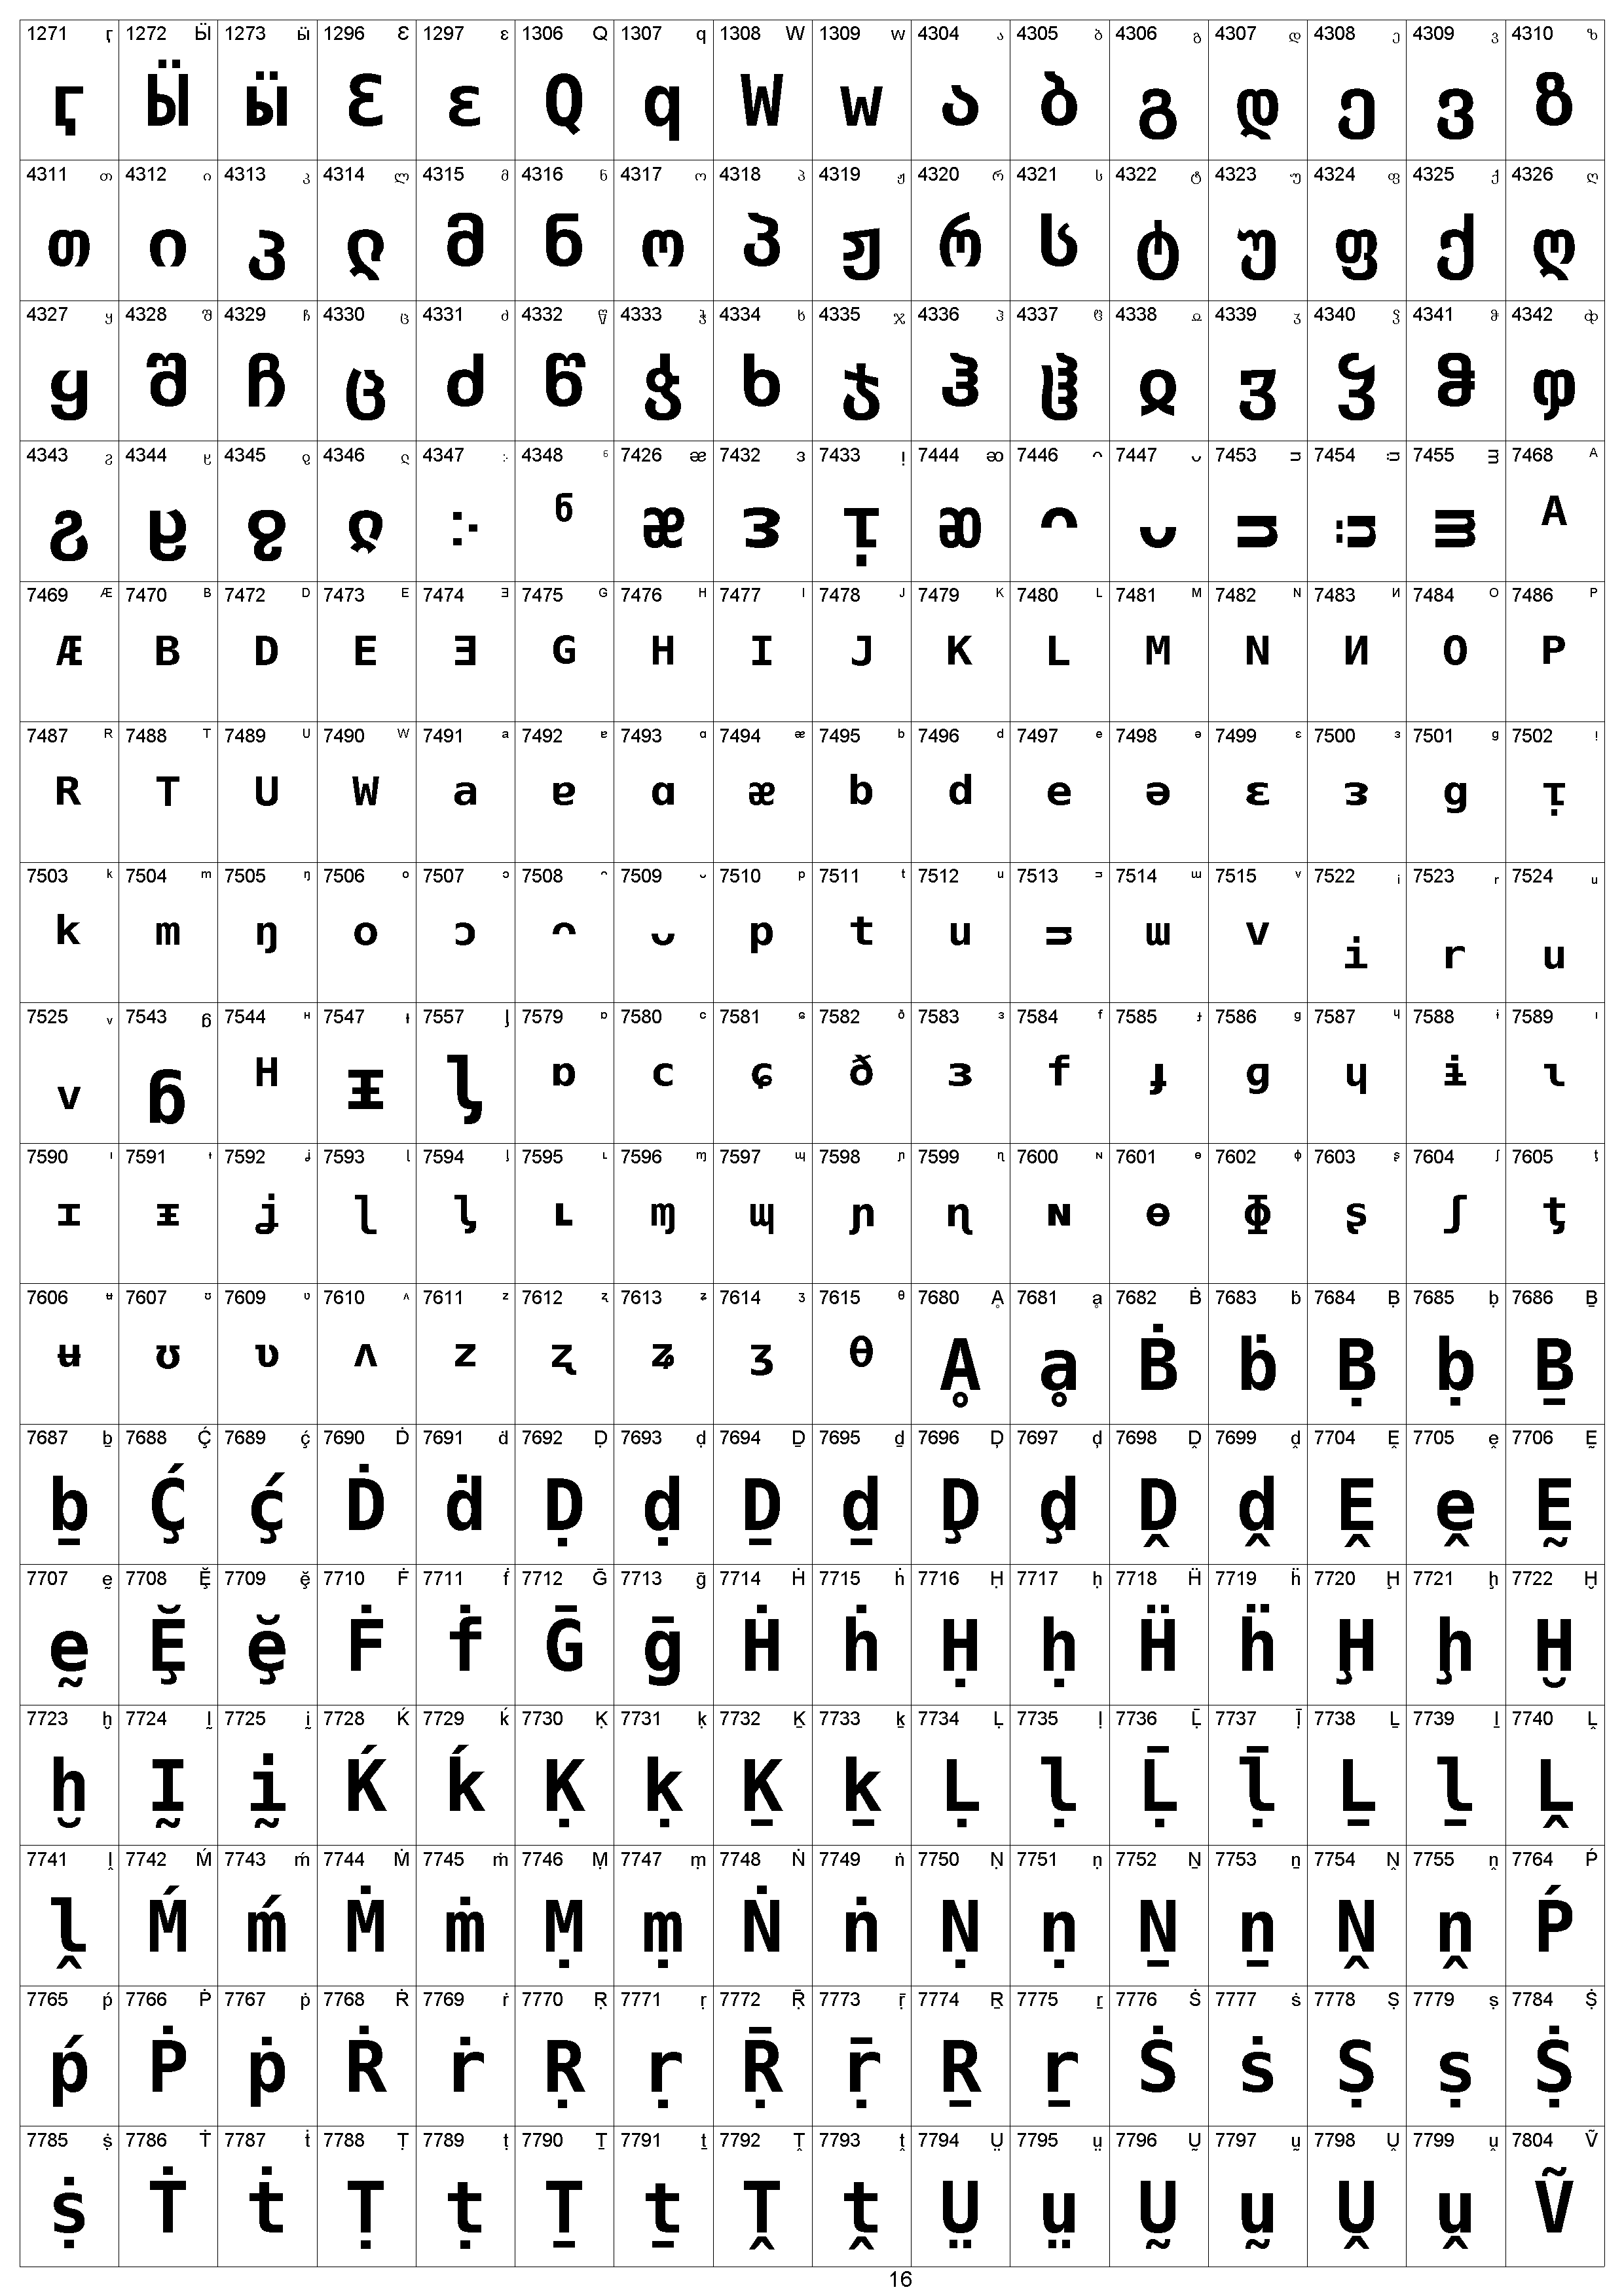 1271 ӷ 1272 Ӹ 1273 ӹ 1296 Ԑ 1297 ԑ 1306 Ԛ 1307 ԛ 1308 Ԝ 1309 ԝ 4304 ა 4305 ბ 4306 გ 4307 დ 4308 ე 4309 ვ 4310 ზ
ӷ Ӹ ӹ Ԑ ԑ Ԛ ԛ Ԝ ԝ ა ბ გ დ ე ვ ზ
4311 თ 4312 ი 4313 კ 4314 ლ 4315 მ 4316 ნ 4317 ო 4318 პ 4319 ჟ 4320 რ 4321 ს 4322 ტ 4323 უ 4324 ფ 4325 ქ 4326 ღ
თ ი კ ლ მ ნ ო პ ჟ რ ს ტ უ ფ ქ ღ
4327 ყ 4328 შ 4329 ჩ 4330 ც 4331 ძ 4332 წ 4333 ჭ 4334 ხ 4335 ჯ 4336 ჰ 4337 ჱ 4338 ჲ 4339 ჳ 4340 ჴ 4341 ჵ 4342 ჶ
ყ შ ჩ ც ძ წ ჭ ხ ჯ ჰ ჱ ჲ ჳ ჴ ჵ ჶ
4343 ჷ 4344 ჸ 4345 ჹ 4346 ჺ 4347 ჻ 4348 ჼ 7426 ᴂ 7432 ᴈ 7433 ᴉ 7444 ᴔ 7446 ᴖ 7447 ᴗ 7453 ᴝ 7454 ᴞ 7455 ᴟ 7468 ᴬ
ჷ ჸ ჹ ჺ ჻ ჼ ᴂ ᴈ ᴉ ᴔ ᴖ ᴗ ᴝ ᴞ ᴟ ᴬ
7469 ᴭ 7470 ᴮ 7472 ᴰ 7473 ᴱ 7474 ᴲ 7475 ᴳ 7476 ᴴ 7477 ᴵ 7478 ᴶ 7479 ᴷ 7480 ᴸ 7481 ᴹ 7482 ᴺ 7483 ᴻ 7484 ᴼ 7486 ᴾ
ᴭ ᴮ ᴰ ᴱ ᴲ ᴳ ᴴ ᴵ ᴶ ᴷ ᴸ ᴹ ᴺ ᴻ ᴼ ᴾ
7487 ᴿ 7488 ᵀ 7489 ᵁ 7490 ᵂ 7491 ᵃ 7492 ᵄ 7493 ᵅ 7494 ᵆ 7495 ᵇ 7496 ᵈ 7497 ᵉ 7498 ᵊ 7499 ᵋ 7500 ᵌ 7501 ᵍ 7502 ᵎ
ᴿ ᵀ ᵁ ᵂ ᵃ ᵄ ᵅ ᵆ ᵇ ᵈ ᵉ ᵊ ᵋ ᵌ ᵍ ᵎ
7503 ᵏ 7504 ᵐ 7505 ᵑ 7506 ᵒ 7507 ᵓ 7508 ᵔ 7509 ᵕ 7510 ᵖ 7511 ᵗ 7512 ᵘ 7513 ᵙ 7514 ᵚ 7515 ᵛ 7522 ᵢ 7523 ᵣ 7524 ᵤ
ᵏ ᵐ ᵑ ᵒ ᵓ ᵔ ᵕ ᵖ ᵗ ᵘ ᵙ ᵚ ᵛ ᵢ ᵣ ᵤ
7525 ᵥ 7543 ᵷ 7544 ᵸ 7547 ᵻ 7557 ᶅ 7579 ᶛ 7580 ᶜ 7581 ᶝ 7582 ᶞ 7583 ᶟ 7584 ᶠ 7585 ᶡ 7586 ᶢ 7587 ᶣ 7588 ᶤ 7589 ᶥ
ᵥ ᵷ ᵸ ᵻ ᶅ ᶛ ᶜ ᶝ ᶞ ᶟ ᶠ ᶡ ᶢ ᶣ ᶤ ᶥ
7590 ᶦ 7591 ᶧ 7592 ᶨ 7593 ᶩ 7594 ᶪ 7595 ᶫ 7596 ᶬ 7597 ᶭ 7598 ᶮ 7599 ᶯ 7600 ᶰ 7601 ᶱ 7602 ᶲ 7603 ᶳ 7604 ᶴ 7605 ᶵ
ᶦ ᶧ ᶨ ᶩ ᶪ ᶫ ᶬ ᶭ ᶮ ᶯ ᶰ ᶱ ᶲ ᶳ ᶴ ᶵ
7606 ᶶ 7607 ᶷ 7609 ᶹ 7610 ᶺ 7611 ᶻ 7612 ᶼ 7613 ᶽ 7614 ᶾ 7615 ᶿ 7680 Ḁ 7681 ḁ 7682 Ḃ 7683 ḃ 7684 Ḅ 7685 ḅ 7686 Ḇ
ᶶ ᶷ ᶹ ᶺ ᶻ ᶼ ᶽ ᶾ ᶿ Ḁ ḁ Ḃ ḃ Ḅ ḅ Ḇ
7687 ḇ 7688 Ḉ 7689 ḉ 7690 Ḋ 7691 ḋ 7692 Ḍ 7693 ḍ 7694 Ḏ 7695 ḏ 7696 Ḑ 7697 ḑ 7698 Ḓ 7699 ḓ 7704 Ḙ 7705 ḙ 7706 Ḛ
ḇ Ḉ ḉ Ḋ ḋ Ḍ ḍ Ḏ ḏ Ḑ ḑ Ḓ ḓ Ḙ ḙ Ḛ
7707 ḛ 7708 Ḝ 7709 ḝ 7710 Ḟ 7711 ḟ 7712 Ḡ 7713 ḡ 7714 Ḣ 7715 ḣ 7716 Ḥ 7717 ḥ 7718 Ḧ 7719 ḧ 7720 Ḩ 7721 ḩ 7722 Ḫ
ḛ Ḝ ḝ Ḟ ḟ Ḡ ḡ Ḣ ḣ Ḥ ḥ Ḧ ḧ Ḩ ḩ Ḫ
7723 ḫ 7724 Ḭ 7725 ḭ 7728 Ḱ 7729 ḱ 7730 Ḳ 7731 ḳ 7732 Ḵ 7733 ḵ 7734 Ḷ 7735 ḷ 7736 Ḹ 7737 ḹ 7738 Ḻ 7739 ḻ 7740 Ḽ
ḫ Ḭ ḭ Ḱ ḱ Ḳ ḳ Ḵ ḵ Ḷ ḷ Ḹ ḹ Ḻ ḻ Ḽ
7741 ḽ 7742 Ḿ 7743 ḿ 7744 Ṁ 7745 ṁ 7746 Ṃ 7747 ṃ 7748 Ṅ 7749 ṅ 7750 Ṇ 7751 ṇ 7752 Ṉ 7753 ṉ 7754 Ṋ 7755 ṋ 7764 Ṕ
ḽ Ḿ ḿ Ṁ ṁ Ṃ ṃ Ṅ ṅ Ṇ ṇ Ṉ ṉ Ṋ ṋ Ṕ
7765 ṕ 7766 Ṗ 7767 ṗ 7768 Ṙ 7769 ṙ 7770 Ṛ 7771 ṛ 7772 Ṝ 7773 ṝ 7774 Ṟ 7775 ṟ 7776 Ṡ 7777 ṡ 7778 Ṣ 7779 ṣ 7784 Ṩ
ṕ Ṗ ṗ Ṙ ṙ Ṛ ṛ Ṝ ṝ Ṟ ṟ Ṡ ṡ Ṣ ṣ Ṩ
7785 ṩ 7786 Ṫ 7787 ṫ 7788 Ṭ 7789 ṭ 7790 Ṯ 7791 ṯ 7792 Ṱ 7793 ṱ 7794 Ṳ 7795 ṳ 7796 Ṵ 7797 ṵ 7798 Ṷ 7799 ṷ 7804 Ṽ
ṩ Ṫ ṫ Ṭ ṭ Ṯ ṯ Ṱ ṱ Ṳ ṳ Ṵ ṵ Ṷ ṷ Ṽ
16